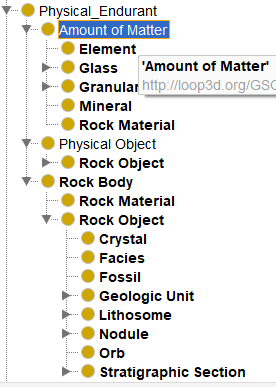 Physical_Endurant
Amount of Matter
Element
Glass
'Amount of Matter'
Granular
http://loop3d.org/GSC
Mineral
Rock Material
Physical Object
Rock Object
Rock Body
Rock Material
Rock Object
Crystal
Facies
Fossil
Geologic Unit
Lithosome
Nodule
Orb
Stratigraphic Section